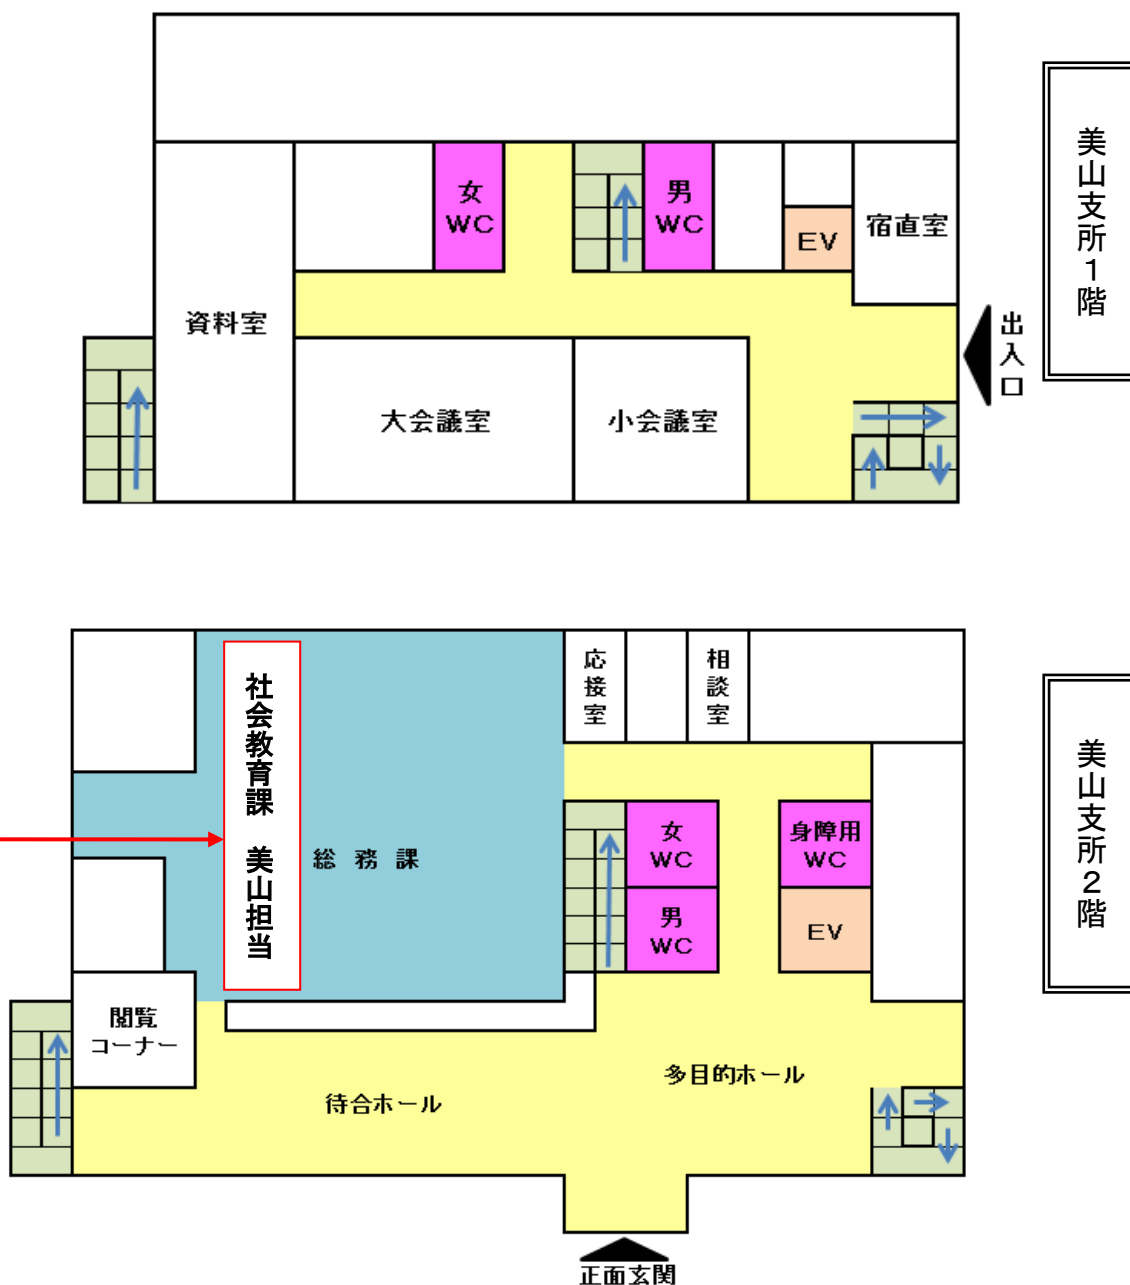 美山支所1階
女
WC
男
WC
EV
宿直室
資料室
出入口
大会議室
小会議室
美山支所2階
応接室
相談室
社会教育課 美山担当
総務課
女
WC
身障用
WC
男
WC
EV
閲覧
コーナー
多目的ホール
待合ホール
正面玄関